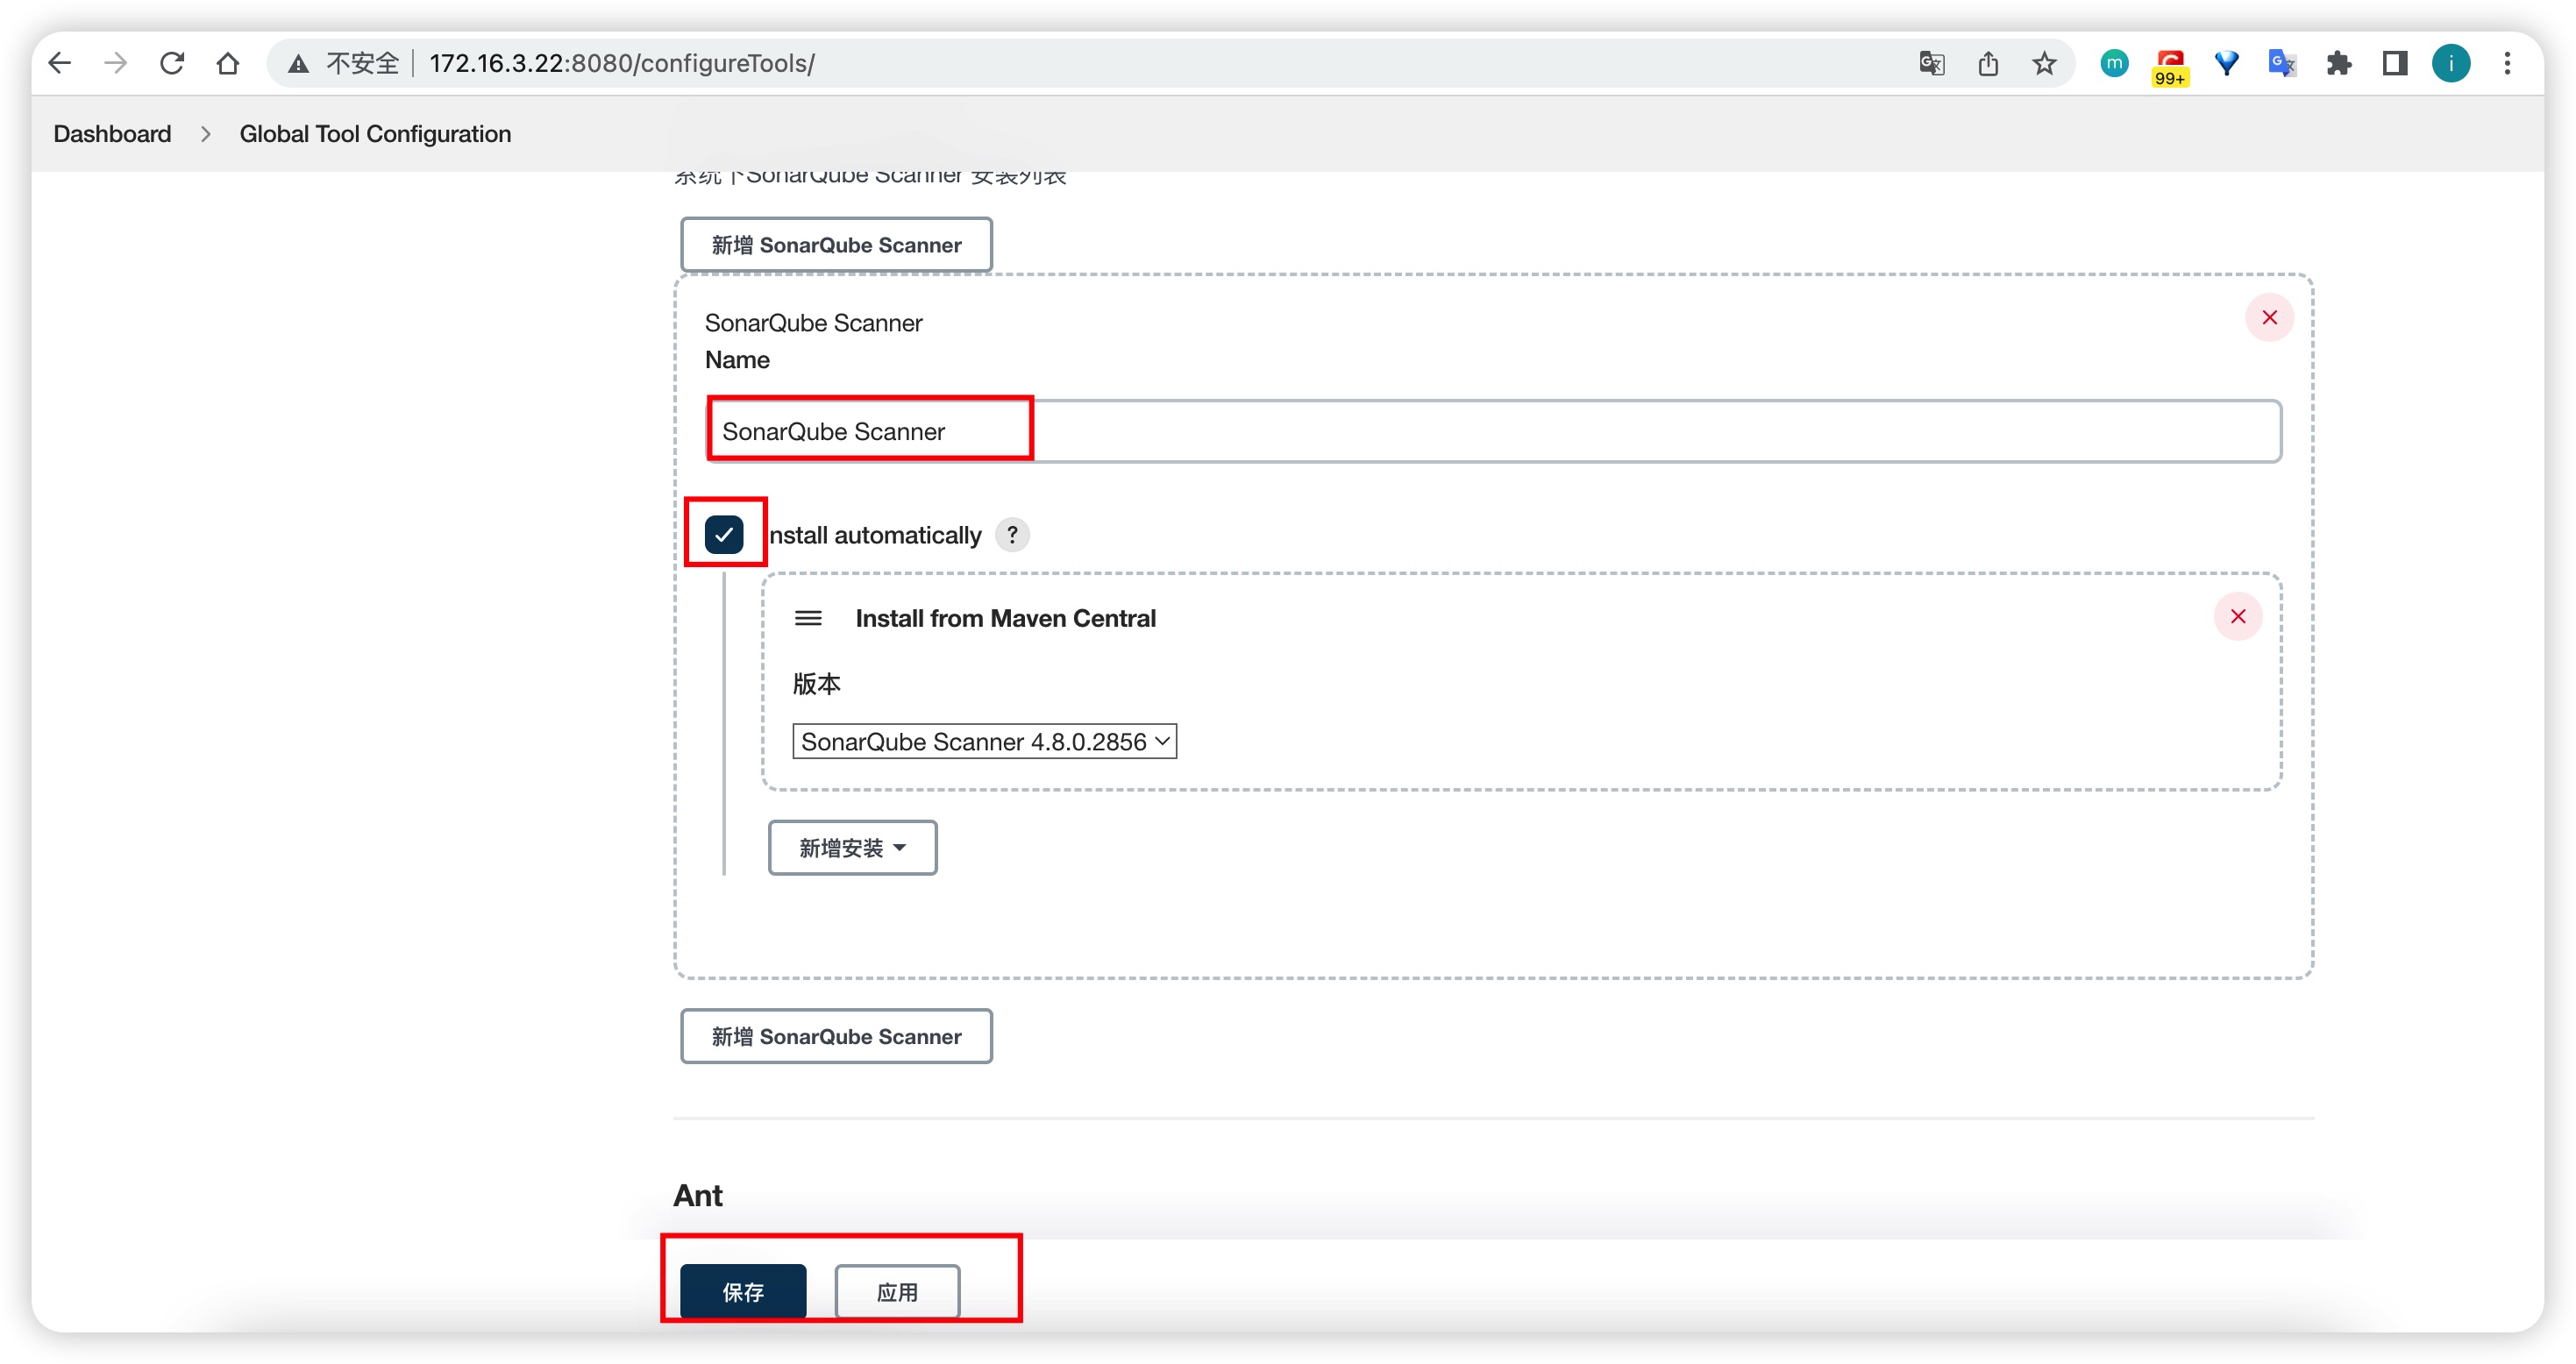 不安全 172.16.3.22:8080/configureTools/
99+
m
i
Dashboard > Global Tool Configuration
系统下SonarQube Scanner 安装列表
新增 SonarQube Scanner
SonarQube Scanner
Name
SonarQube Scanner
nstall automatically ?
Install from Maven Central
版本
SonarQube Scanner 4.8.0.2856
新增安装
新增 SonarQube Scanner
Ant
保存 应用